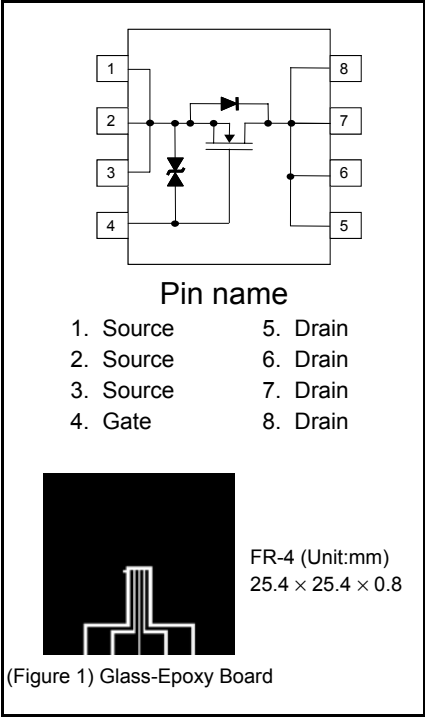 1 8
2 7
3 6
4 5
Pin name
1. Source 5. Drain
2. Source 6. Drain
3. Source 7. Drain
4. Gate 8. Drain
FR-4 (Unit:mm)
25.4 × 25.4 × 0.8
(Figure 1) Glass-Epoxy Board